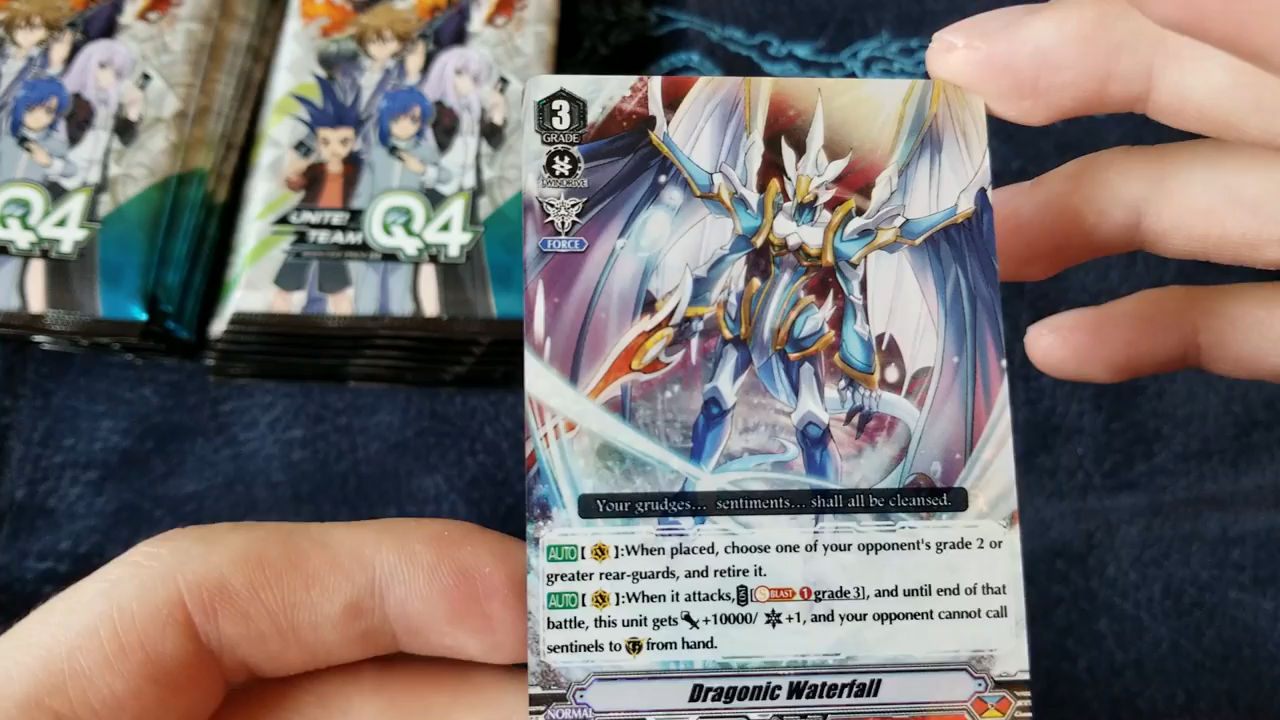 Q4
UNITE!
TEAM
Q4
3
GRADE
TWINDRIVE
FORCE
Your grudges... sentiments... shall all be cleansed.
AUTO [ ]:When placed, choose one of your opponent's grade 2 or
greater rear-guards, and retire it.
AUTO [ ]:When it attacks, [S BLAST 1 grade3], and until end of that
battle, this unit gets +10000/ +1, and your opponent cannot call
sentinels to G from hand.
Dragonic Waterfall
NORMAL